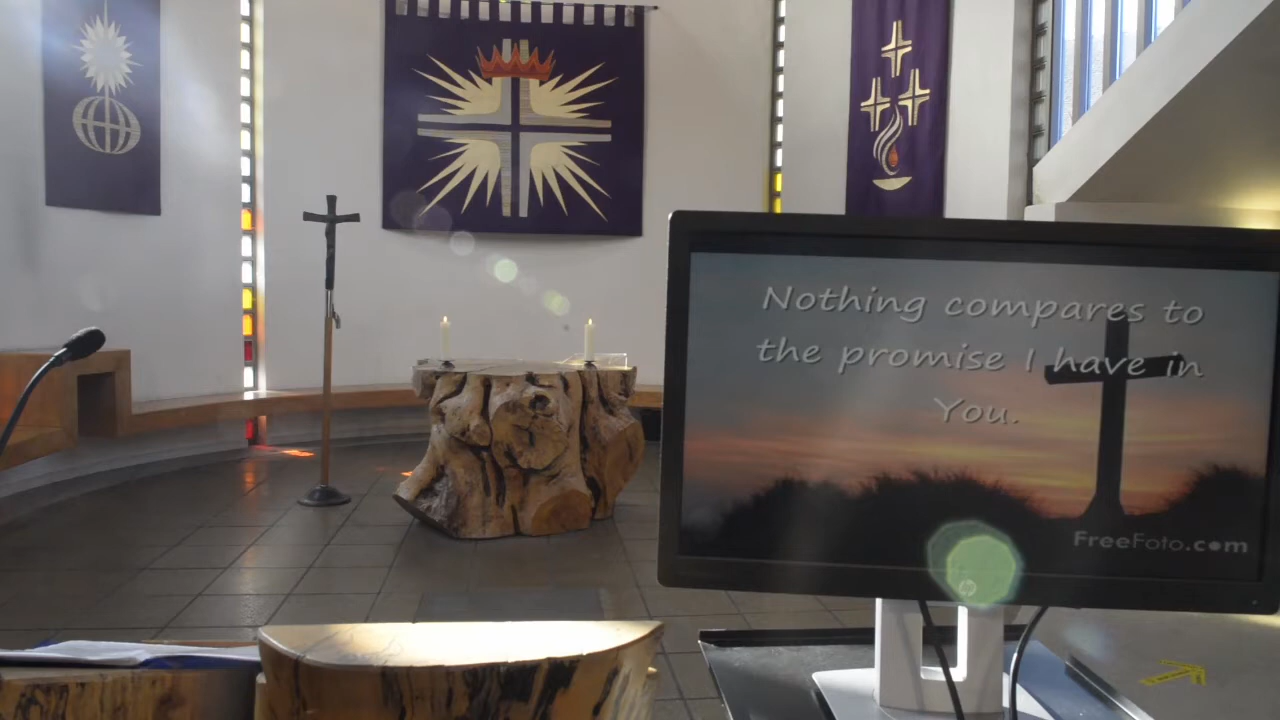 Nothing compares to
the promise I have in
You.
FreeFoto.com